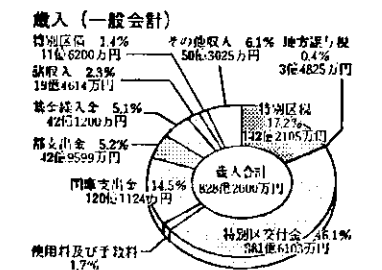 歳入（一般会計）
特別区債 1.4%
11億6200万円
その他収入 6.1%
50億3025万円
地方譲与税
0.4%
3億4825万円
諸収入 2.3%
19億4614万円
繰入金 5.1%
42億1200万円
都支出金 5.2%
42億9599万円
国庫支出金 14.5%
120億1124万円
使用料及び手数料
1.7%
特別区税
17.2%
142億2105万円
歳入合計
828億2600万円
特別区交付金 46.1%
381億6103万円